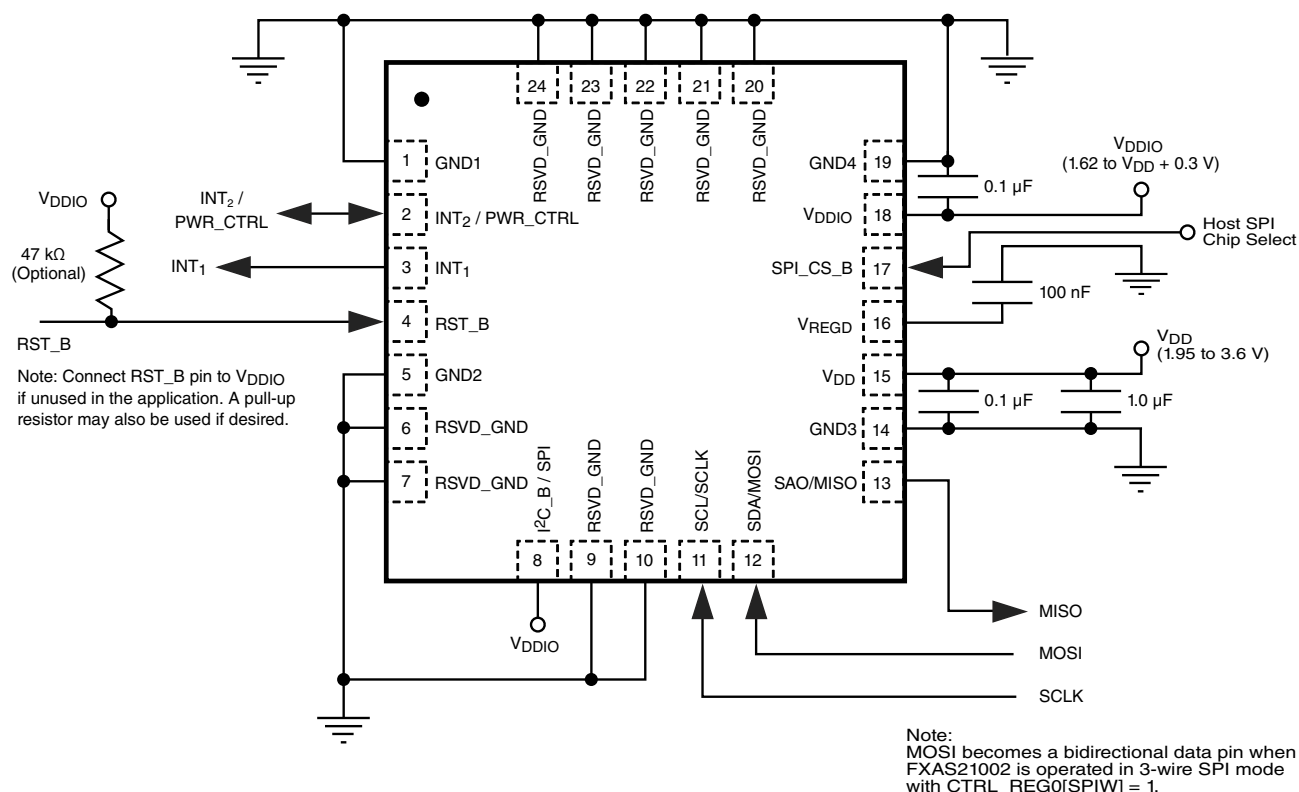 24
23
22
21
20
RSVD_GND
RSVD_GND
RSVD_GND
RSVD_GND
RSVD_GND
1
GND1
VDDIO
47 kΩ
(Optional)
INT2 /
PWR_CTRL
2
INT2 / PWR_CTRL
INT1
3
INT1
4
RST_B
RST_B
Note: Connect RST_B pin to VDDIO
if unused in the application. A pull-up
resistor may also be used if desired.
5
GND2
6
RSVD_GND
7
RSVD_GND
I2C_B / SPI
RSVD_GND
RSVD_GND
SCL/SCLK
SDA/MOSI
8
9
10
11
12
VDDIO
GND4
19
0.1 µF
VDDIO
(1.62 to VDD + 0.3 V)
VDDIO
18
Host SPI
Chip Select
SPI_CS_B
17
100 nF
VREGD
16
VDD
(1.95 to 3.6 V)
VDD
15
0.1 µF
1.0 µF
GND3
14
SAO/MISO
13
MISO
MOSI
SCLK
Note:
MOSI becomes a bidirectional data pin when
FXAS21002 is operated in 3-wire SPI mode
with CTRL_REG0[SPIW] = 1.